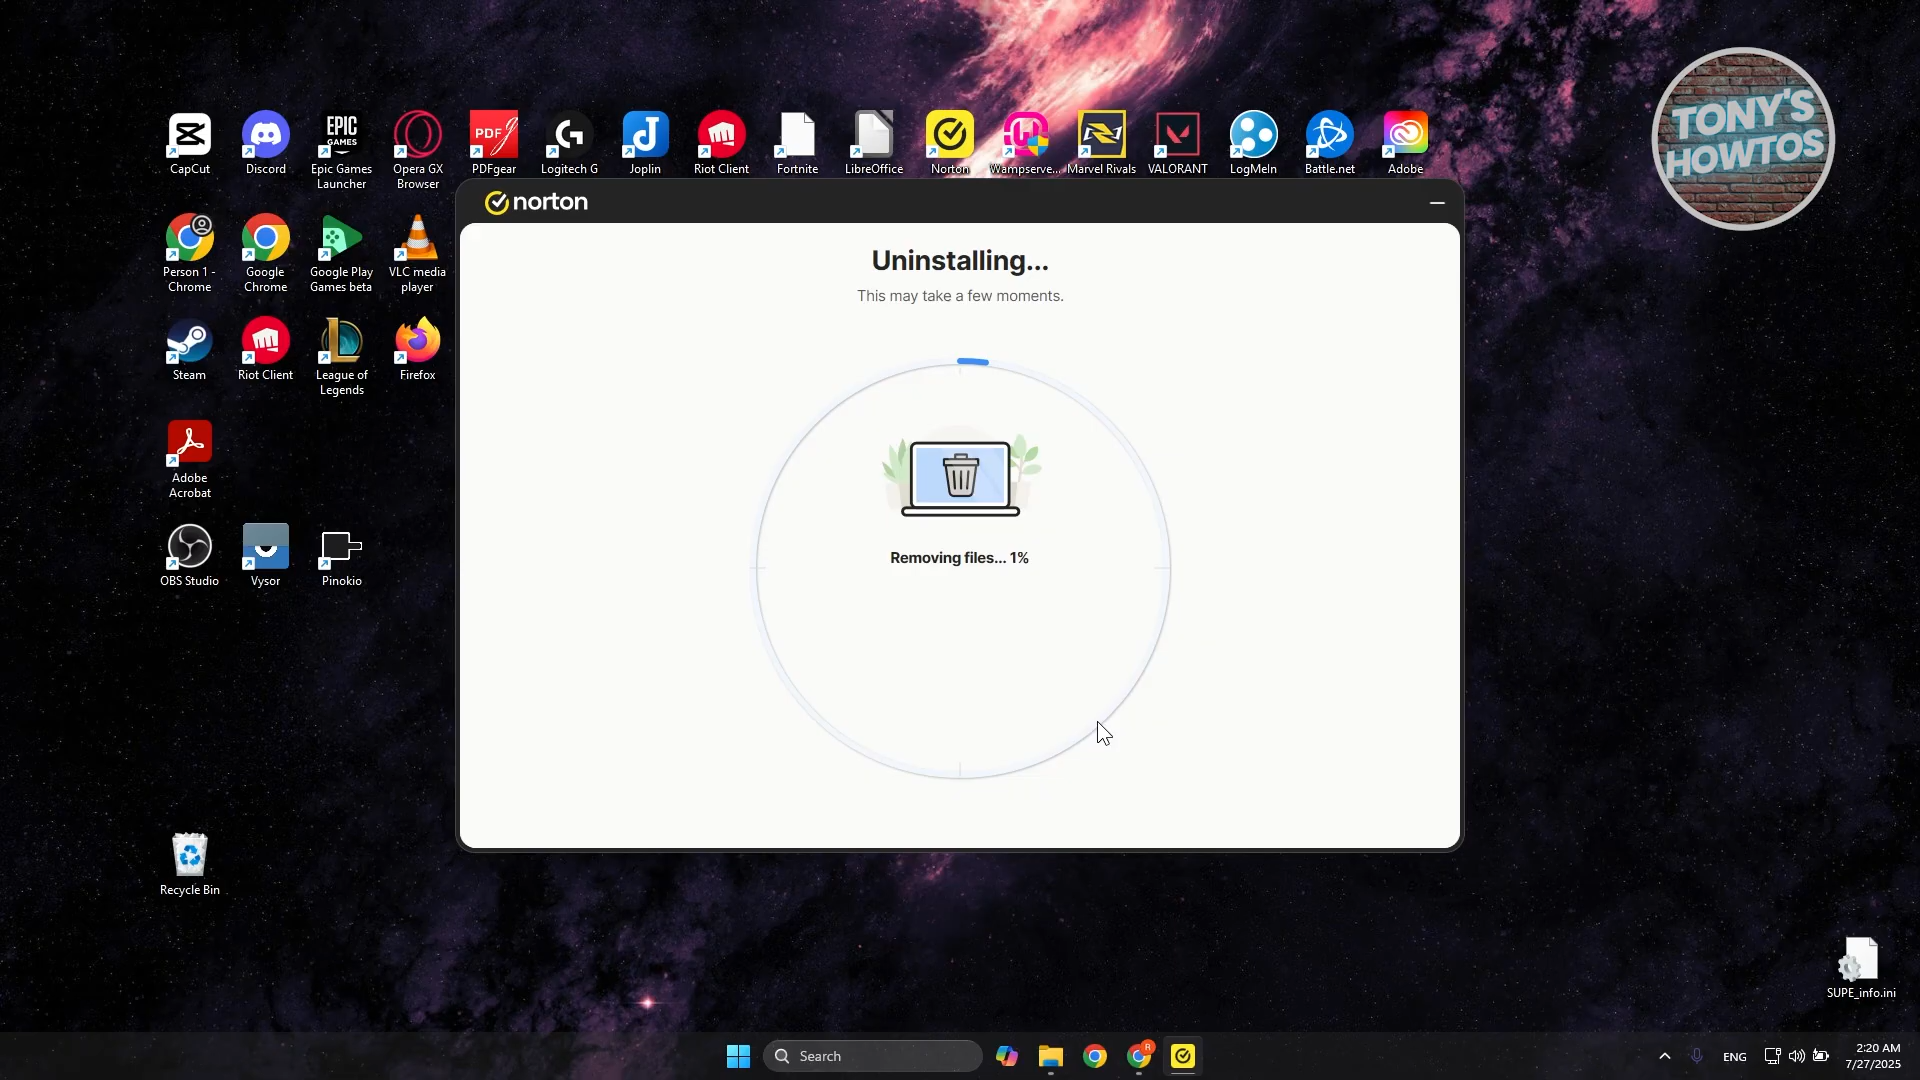 TONY'S
HOWTOS
EPIC
GAMES
PDF
CapCut
Discord
Epic Games
Launcher
Opera GX
Browser
PDFgear
Logitech G
Joplin
Riot Client
Fortnite
LibreOffice
Norton
Wampserve...
Marvel Rivals
VALORANT
LogMeIn
Battle.net
Adobe
norton
Uninstalling...
This may take a few moments.
Person 1 -
Chrome
Google
Chrome
Google Play
Games beta
VLC media
player
Steam
Riot Client
League of
Legends
Firefox
Adobe
Acrobat
Removing files... 1%
OBS Studio
Vysor
Pinokio
Recycle Bin
SUPE_info.ini
Search
R
ENG
2:20 AM
7/27/2025